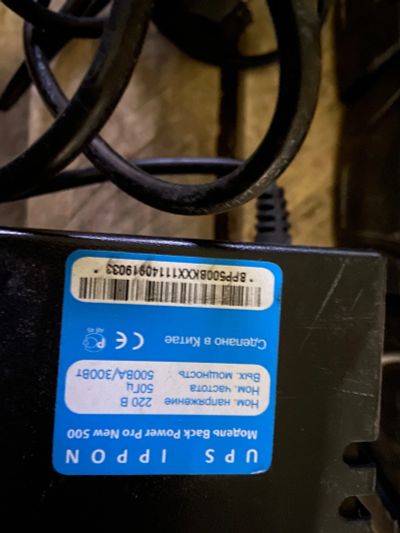 UPS IPPON
Модель Back Power Pro New 500
Ном. напряжение 220 В
Ном. частота 50Гц
Вых. мощность 500ВА/300Вт
Сделано в Китае
* BPP500BKXX1111140919033 *